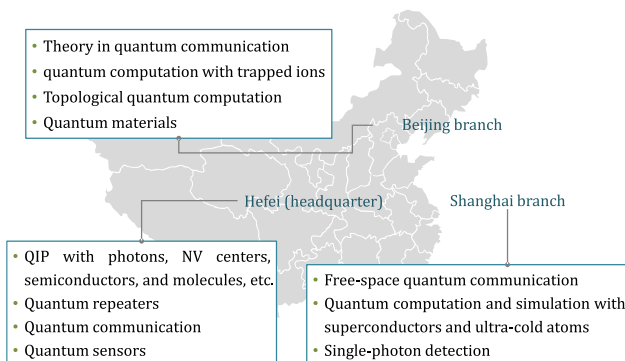 • Theory in quantum communication
• quantum computation with trapped ions
• Topological quantum computation
• Quantum materials
Beijing branch
Hefei (headquarter)
Shanghai branch
• QIP with photons, NV centers,
semiconductors, and molecules, etc.
• Quantum repeaters
• Quantum communication
• Quantum sensors
• Free-space quantum communication
• Quantum computation and simulation with
superconductors and ultra-cold atoms
• Single-photon detection